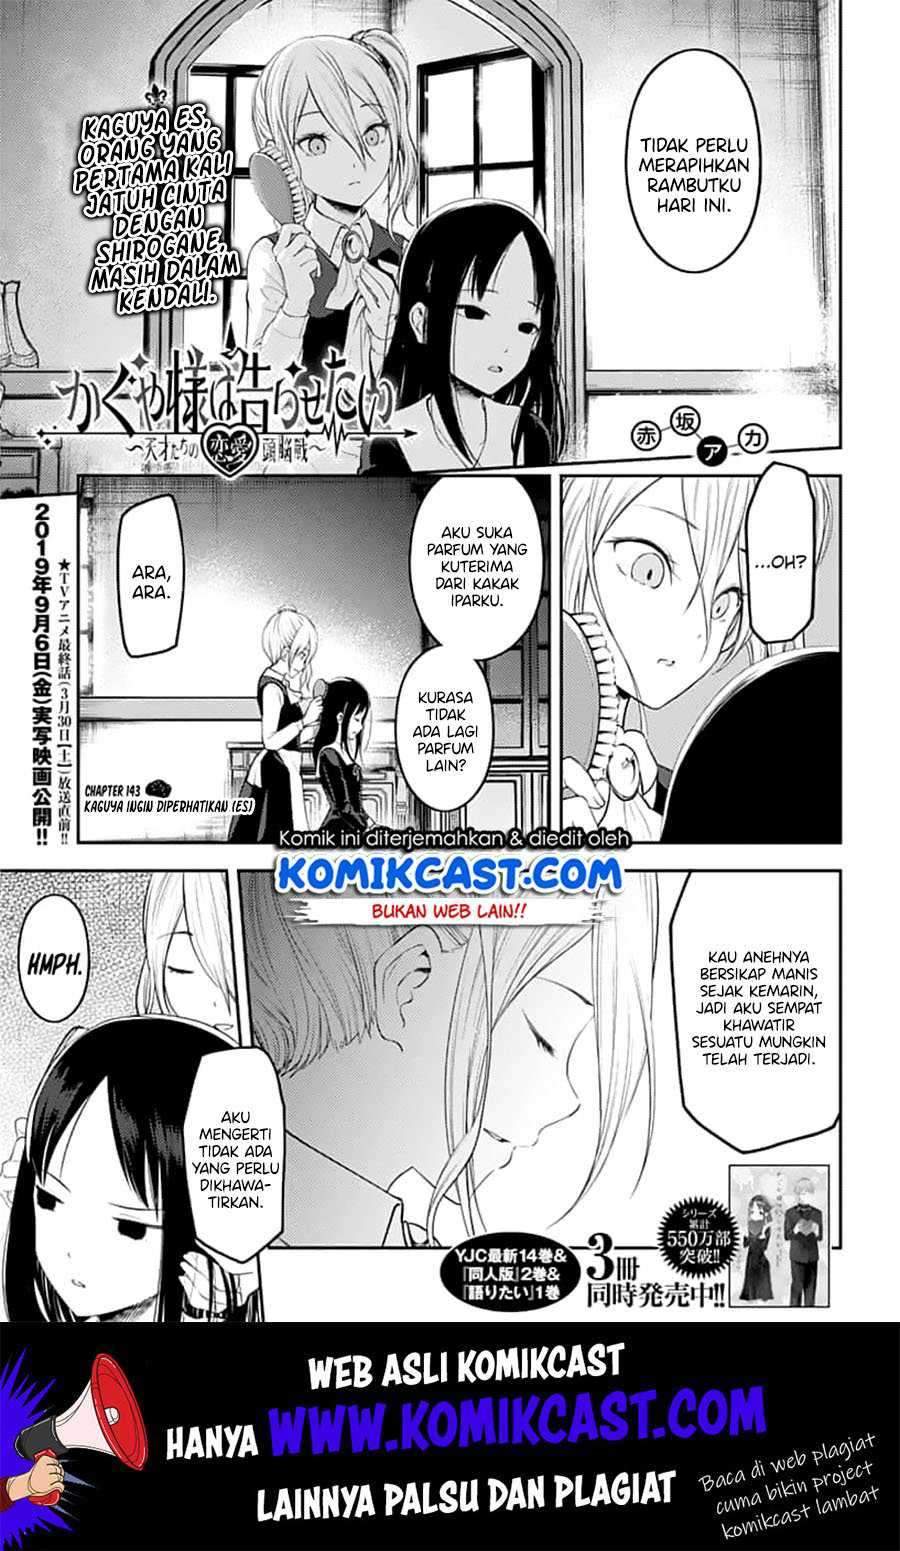 TIDAK PERLU
MERAPIHKAN
RAMBUTKU
HARI INI.
KAGUYA ES,
ORANG YANG
PERTAMA KALI
JATUH CINTA
DENGAN
SHIROGANE,
MASIH DALAM
KENDALI.
かぐや様は告らせたい
〜天才たちの恋愛頭脳戦〜
赤坂アカ
...OH?
AKU SUKA
PARFUM YANG
KUTERIMA
DARI KAKAK
IPARKU.
KURASA
TIDAK
ADA LAGI
PARFUM
LAIN?
ARA,
ARA.
CHAPTER 143
KAGUYA INGIN DIPERHATIKAN (ES)
★TVアニメ最終話(3月30日【土】)放送直前!!
2019年9月6日(金)実写映画公開!!
Komik ini diterjemahkan & diedit oleh
KOMIKCAST.COM
BUKAN WEB LAIN!!
KAU ANEHNYA
BERSIKAP MANIS
SEJAK KEMARIN,
JADI AKU SEMPAT
KHAWATIR
SESUATU MUNGKIN
TELAH TERJADI.
HMPH.
AKU
MENGERTI
TIDAK ADA
YANG PERLU
DIKHAWA-
TIRKAN.
YJC最新14巻&
『同人版』2巻&
『語りたい』1巻
3冊
同時発売中!!
シリーズ
累計
550万部
突破!!
WEB ASLI KOMIKCAST
HANYA WWW.KOMIKCAST.COM
LAINNYA PALSU DAN PLAGIAT
Baca di web plagiat
cuma bikin project
komikcast lambat